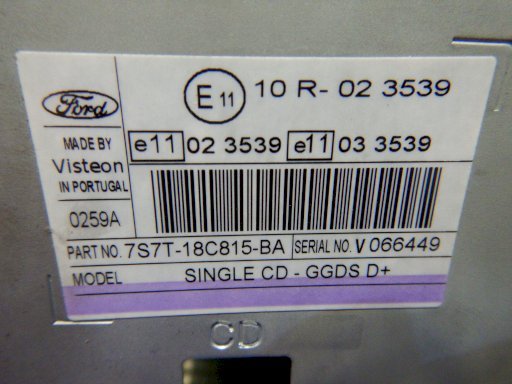 Ford
E 11 10 R- 02 3539
MADE BY
Visteon
IN PORTUGAL
e11 02 3539 e11 03 3539
0259A
PART NO. 7S7T-18C815-BA SERIAL NO. V 066449
MODEL SINGLE CD - GGDS D+
CD